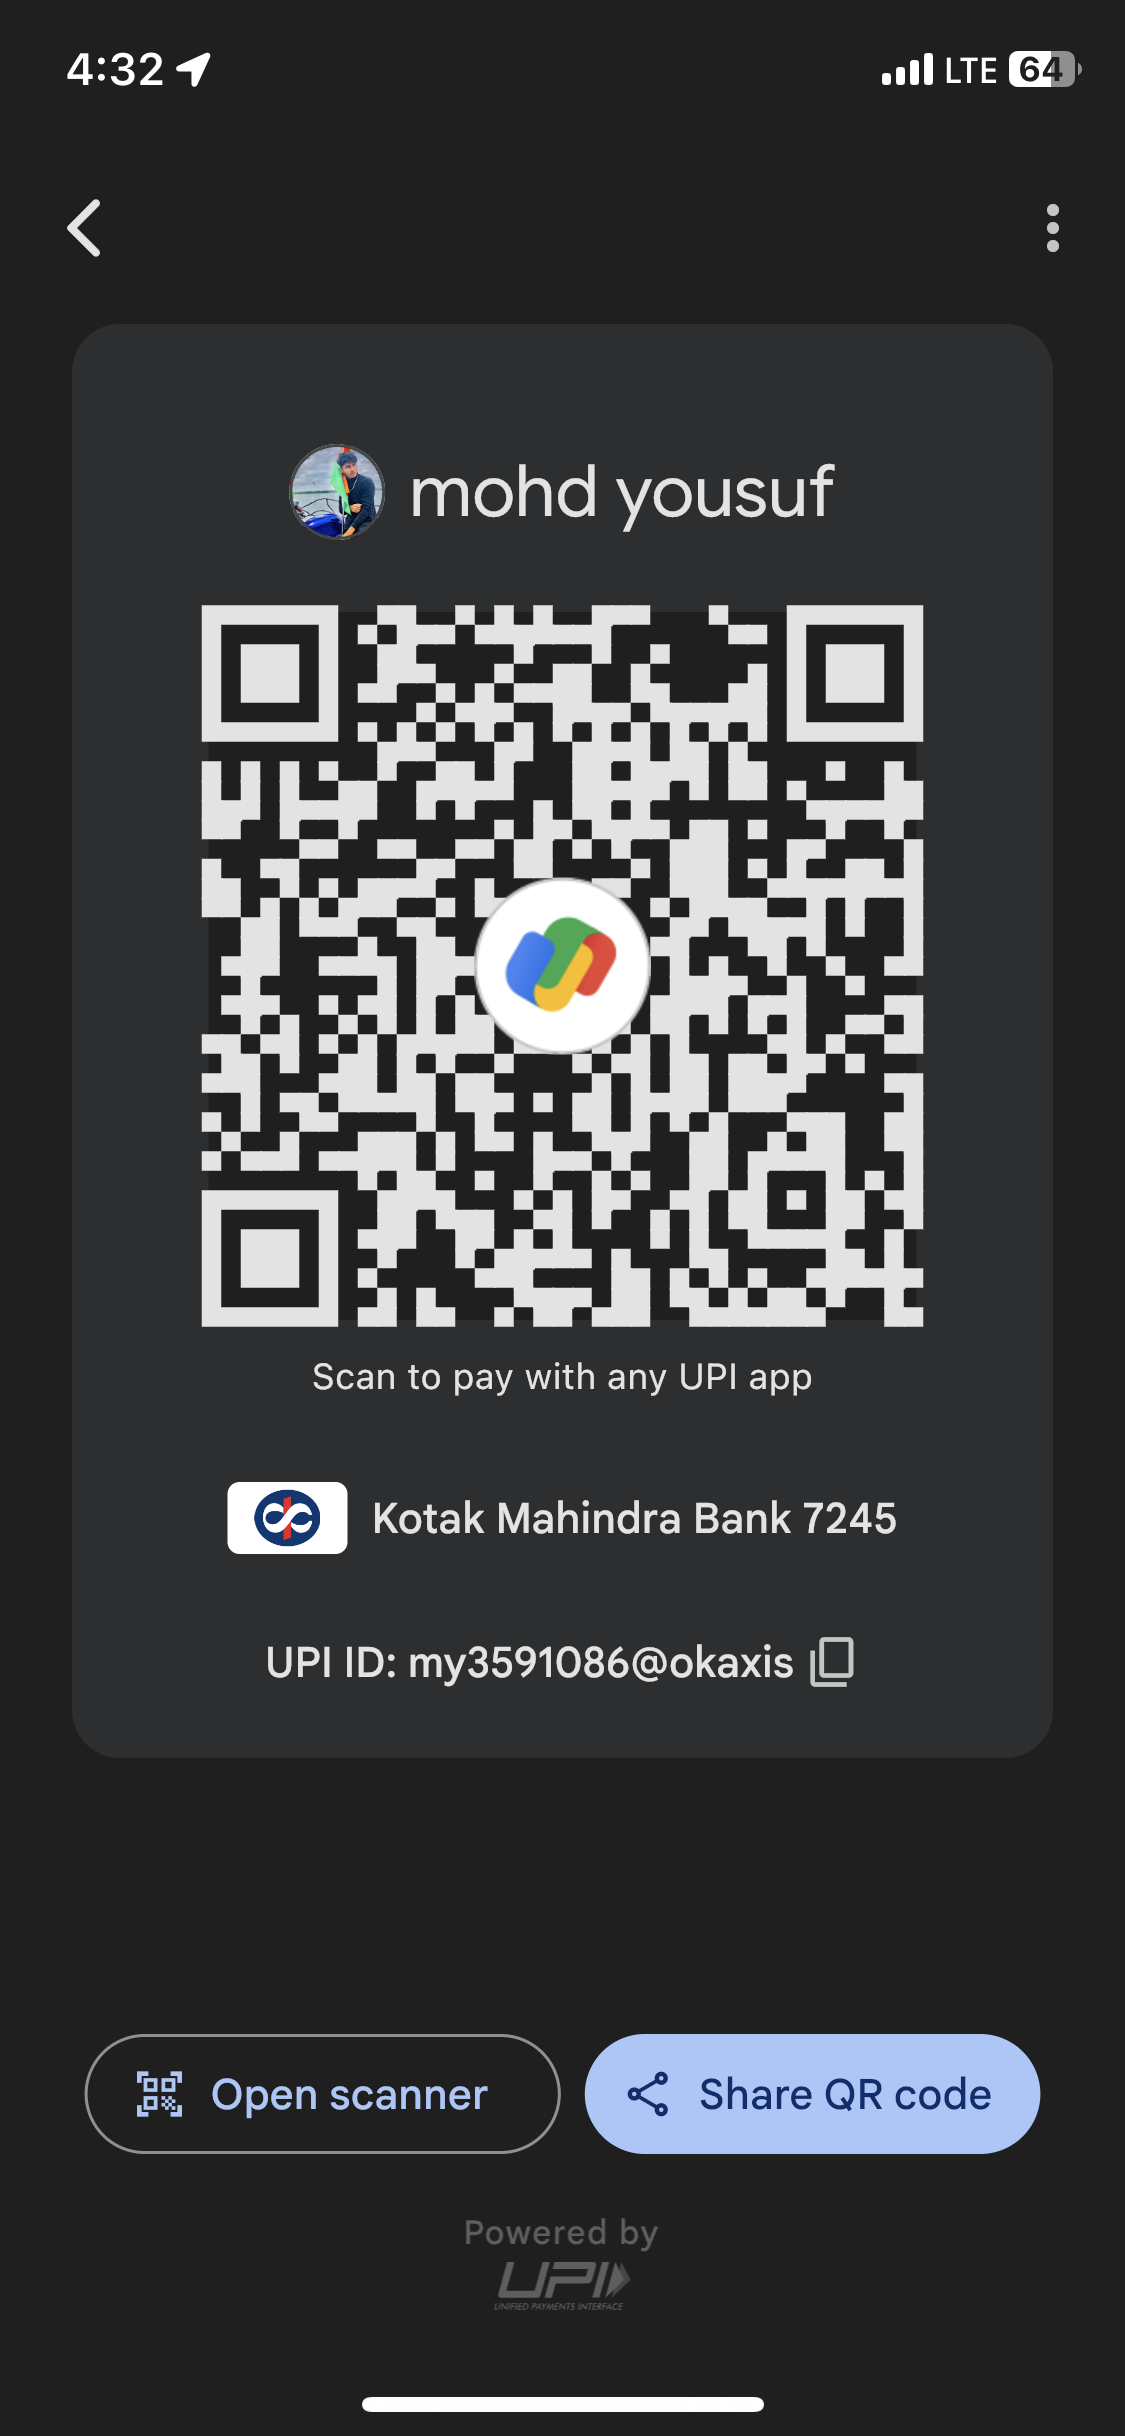 4:32 LTE 64
mohd yousuf
Scan to pay with any UPI app
Kotak Mahindra Bank 7245
UPI ID: my3591086@okaxis
Open scanner
Share QR code
Powered by
UPI
UNIFIED PAYMENTS INTERFACE